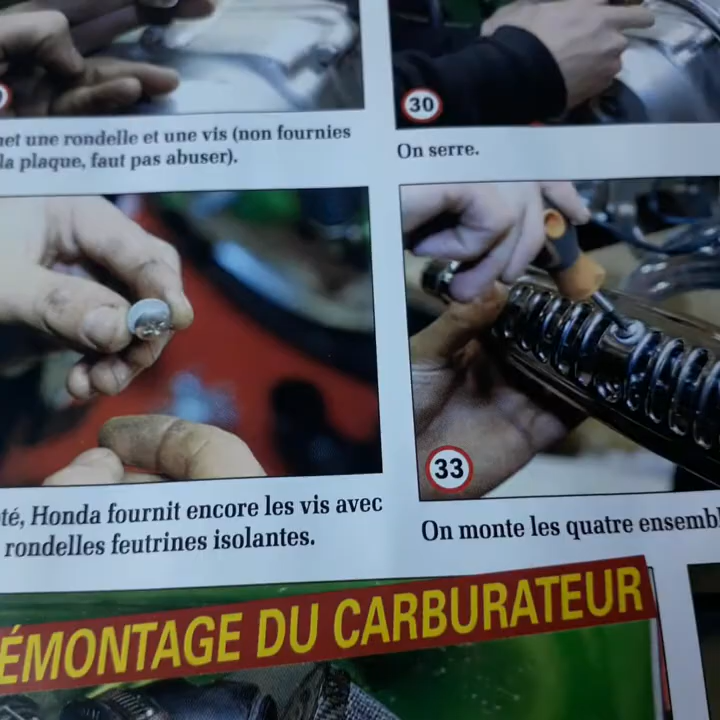 30
et une rondelle et une vis (non fournies
la plaque, faut pas abuser).
On serre.
33
té, Honda fournit encore les vis avec
rondelles feutrines isolantes.
On monte les quatre ensembl
ÉMONTAGE DU CARBURATEUR